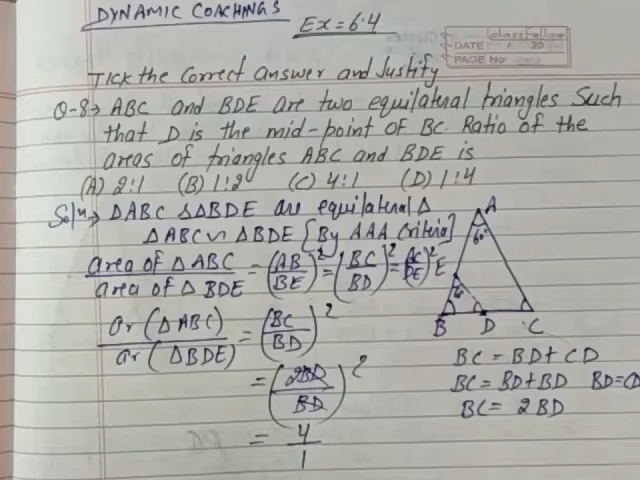 DYNAMIC COACHINGS
Ex = 6.4
classfellow
DATE 20
PAGE No
TICK the correct answer and Justify
Q-8→ ABC and BDE are two equilateral triangles Such
that D is the mid-point OF BC. Ratio of the
areas of triangles ABC and BDE is
(A) 2:1 (B) 1:2 (C) 4:1 (D) 1:4
Soln→ ΔABC & ΔBDE are equilateral Δ
ΔABC ~ ΔBDE [By AAA Criteria]
area of ΔABC / area of ΔBDE = (AB/BE)² = (BC/BD)² = (AC/DE)²
ar (ΔABC) / ar (ΔBDE) = (BC/BD)²
= (2BD/BD)²
= 4/1
A
60°
E
B D C
BC = BD + CD
BC = BD + BD BD = CD
BC = 2BD